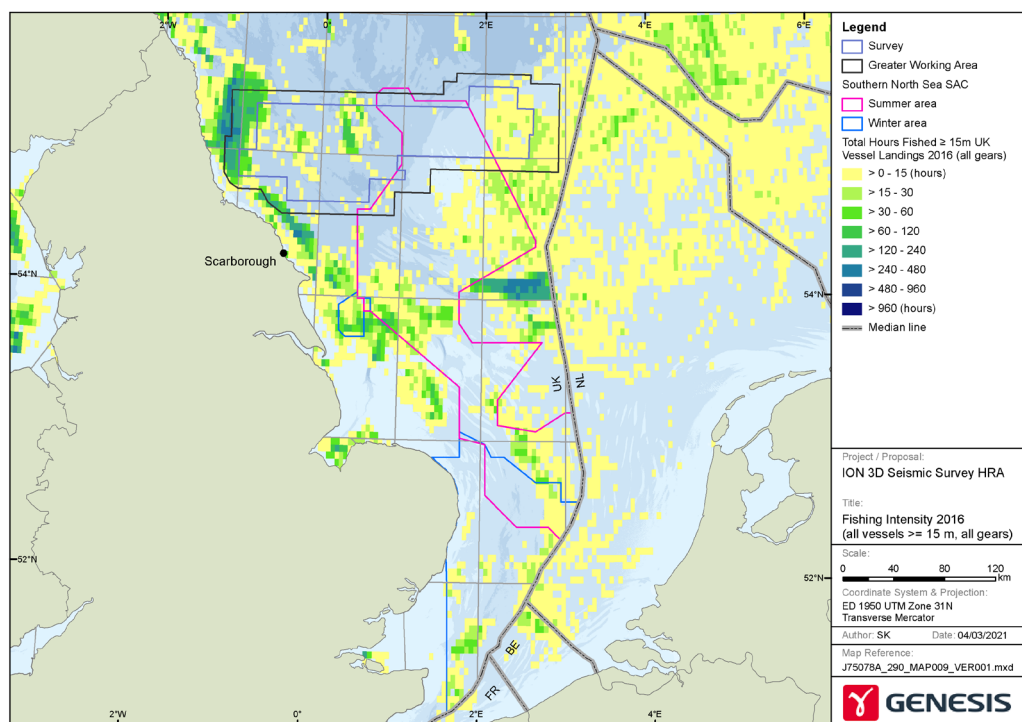 2°W
0°
2°E
4°E
6°E
Scarborough
54°N
54°N
UK
NL
52°N
52°N
BE
FR
2°W
0°
2°E
4°E
Legend
Survey
Greater Working Area
Southern North Sea SAC
Summer area
Winter area
Total Hours Fished ≥ 15m UK
Vessel Landings 2016 (all gears)
> 0 - 15 (hours)
> 15 - 30
> 30 - 60
> 60 - 120
> 120 - 240
> 240 - 480
> 480 - 960
> 960 (hours)
Median line
Project / Proposal:
ION 3D Seismic Survey HRA
Title:
Fishing Intensity 2016
(all vessels >= 15 m, all gears)
Scale:
0 40 80 120
km
Coordinate System & Projection:
ED 1950 UTM Zone 31N
Transverse Mercator
Author: SK Date: 04/03/2021
Map Reference:
J75078A_290_MAP009_VER001.mxd
GENESIS